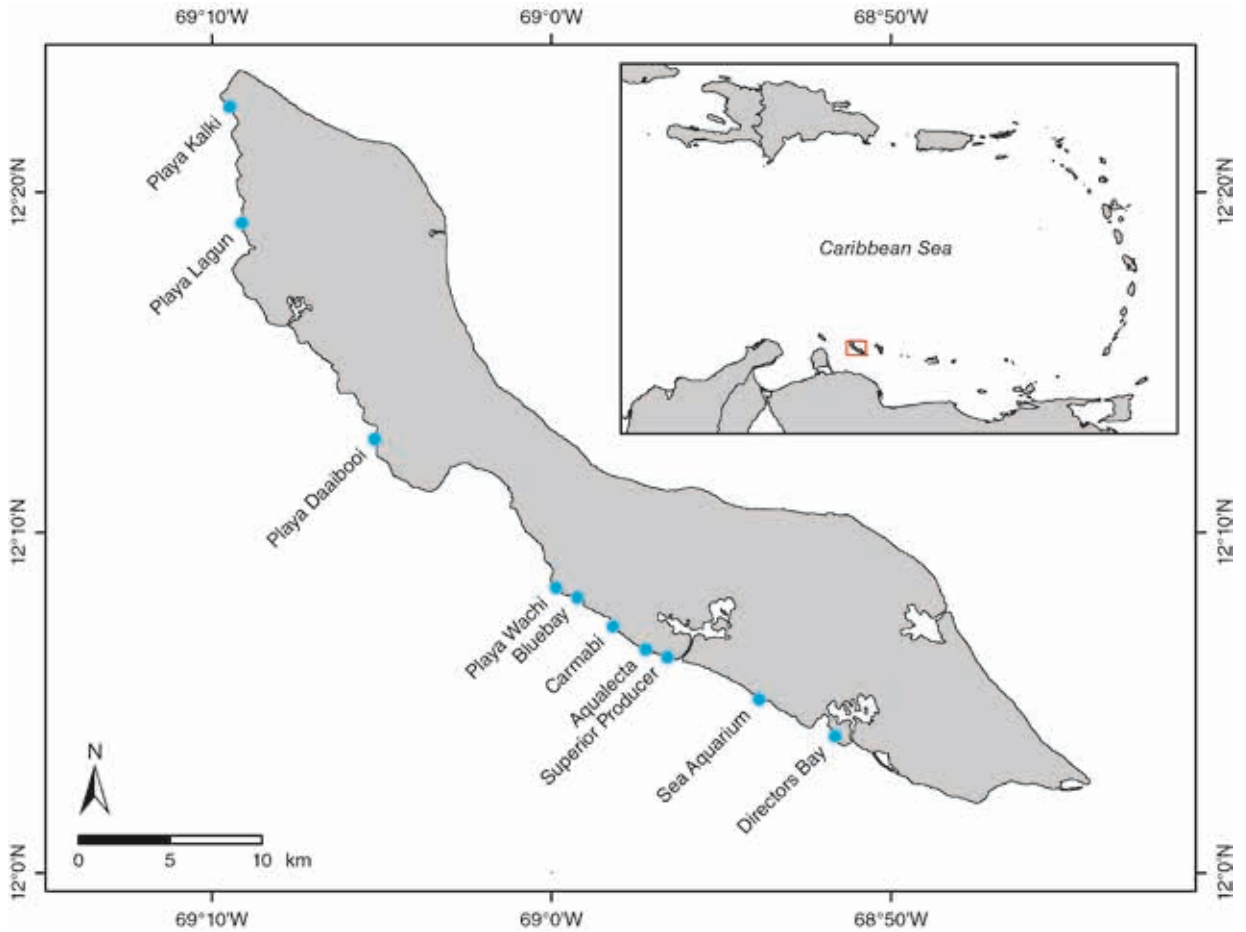 69°10'W 69°0'W 68°50'W
12°20'N
12°20'N
12°10'N
12°10'N
12°0'N
12°0'N
Caribbean Sea
Playa Kalki
Playa Lagun
Playa Daaibooi
Playa Wachi
Bluebay
Carmabi
Aqualecta
Superior Producer
Sea Aquarium
Directors Bay
N
0 5 10 km
69°10'W 69°0'W 68°50'W